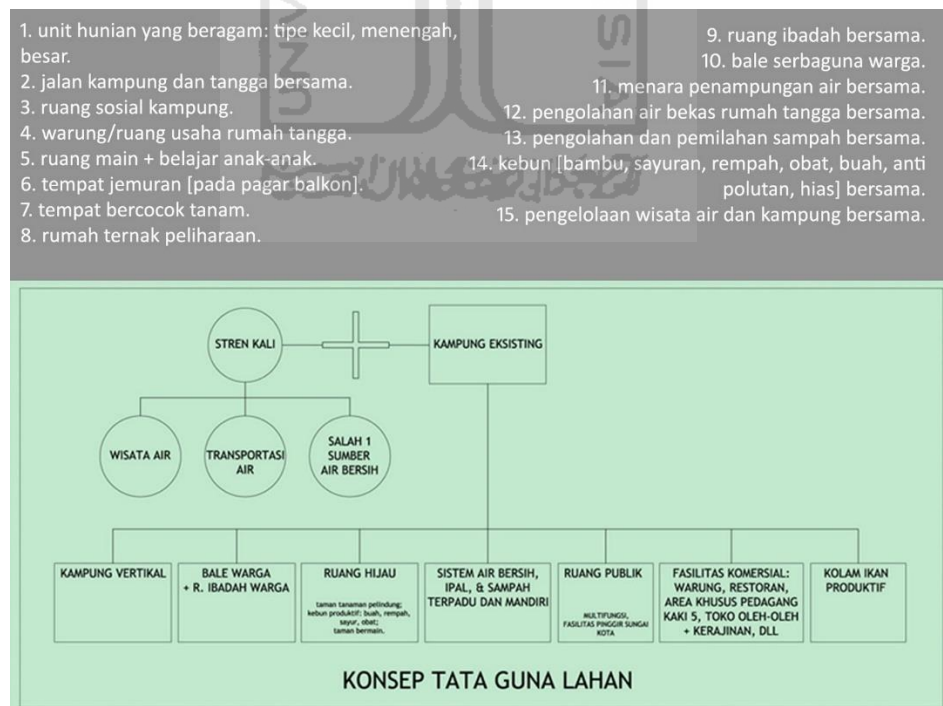 1. unit hunian yang beragam: tipe kecil, menengah,
besar.
2. jalan kampung dan tangga bersama.
3. ruang sosial kampung.
4. warung/ruang usaha rumah tangga.
5. ruang main + belajar anak-anak.
6. tempat jemuran [pada pagar balkon].
7. tempat bercocok tanam.
8. rumah ternak peliharaan.
9. ruang ibadah bersama.
10. bale serbaguna warga.
11. menara penampungan air bersama.
12. pengolahan air bekas rumah tangga bersama.
13. pengolahan dan pemilahan sampah bersama.
14. kebun [bambu, sayuran, rempah, obat, buah, anti
polutan, hias] bersama.
15. pengelolaan wisata air dan kampung bersama.
STREN KALI
KAMPUNG EKSISTING
WISATA AIR
TRANSPORTASI
AIR
SALAH 1
SUMBER
AIR BERSIH
KAMPUNG VERTIKAL
BALE WARGA
+ R. IBADAH WARGA
RUANG HIJAU
taman tanaman pelindung;
kebun produktif: buah, rempah,
sayur, obat;
taman bermain.
SISTEM AIR BERSIH,
IPAL, & SAMPAH
TERPADU DAN MANDIRI
RUANG PUBLIK
MULTIFUNGSI,
FASILITAS PINGGIR SUNGAI
KOTA
FASILITAS KOMERSIAL:
WARUNG, RESTORAN,
AREA KHUSUS PEDAGANG
KAKI 5, TOKO OLEH-OLEH
+ KERAJINAN, DLL
KOLAM IKAN
PRODUKTIF
KONSEP TATA GUNA LAHAN